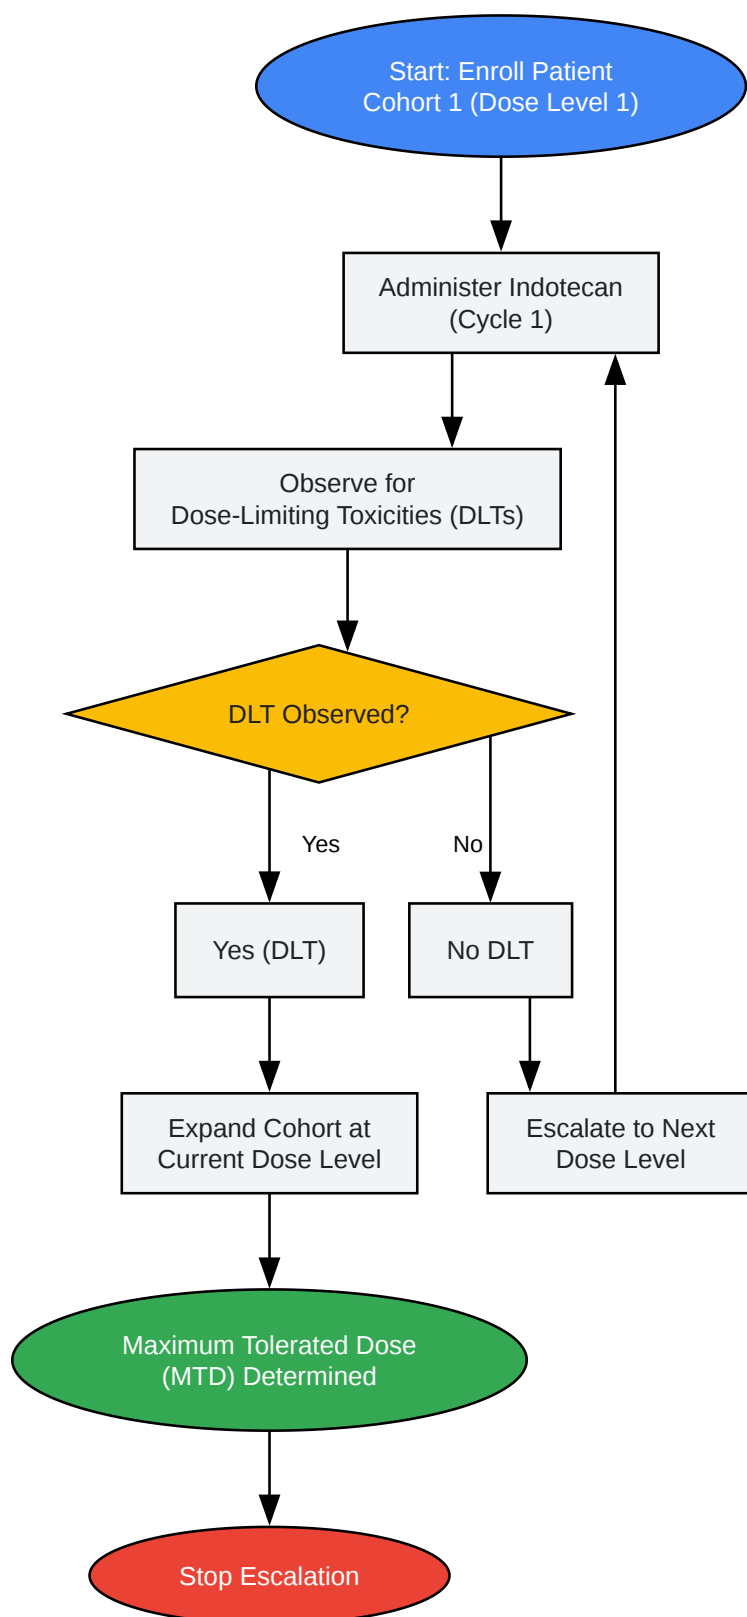 Start: Enroll Patient
Cohort 1 (Dose Level 1)
Administer Indotecan
(Cycle 1)
Observe for
Dose-Limiting Toxicities (DLTs)
DLT Observed?
Yes
No
Yes (DLT)
No DLT
Expand Cohort at
Current Dose Level
Escalate to Next
Dose Level
Maximum Tolerated Dose
(MTD) Determined
Stop Escalation